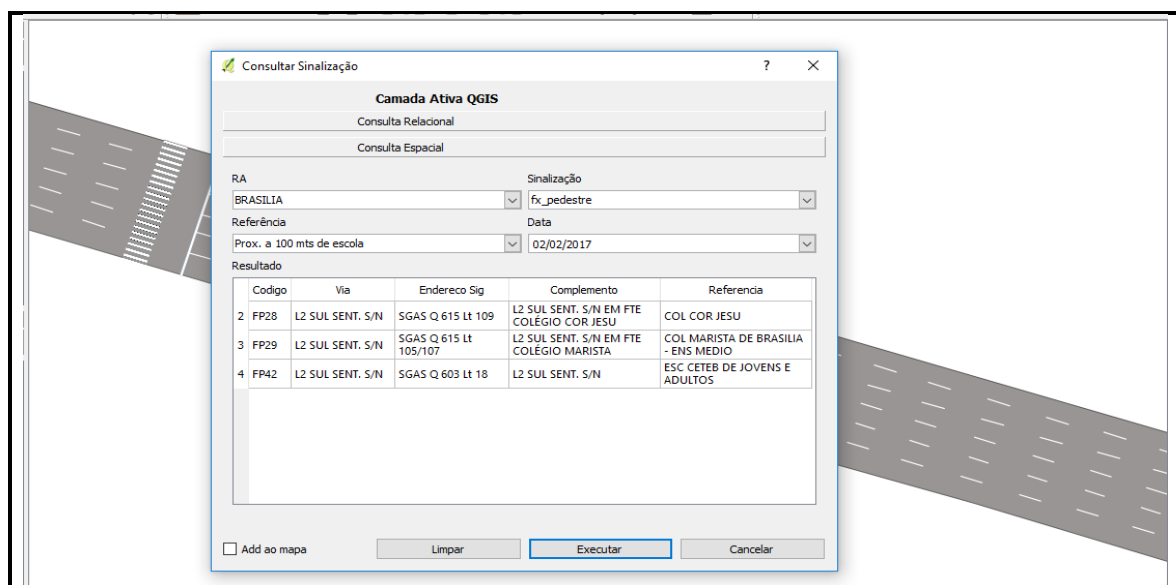 Consultar Sinalização
?
Camada Ativa QGIS
Consulta Relacional
Consulta Espacial
RA
Sinalização
BRASILIA
fx_pedestre
Referência
Data
Prox. a 100 mts de escola
02/02/2017
Resultado
Codigo Via Endereco Sig Complemento Referencia
2 FP28 L2 SUL SENT. S/N SGAS Q 615 Lt 109 L2 SUL SENT. S/N EM FTE
COLÉGIO COR JESU COL COR JESU
3 FP29 L2 SUL SENT. S/N SGAS Q 615 Lt
105/107 L2 SUL SENT. S/N EM FTE
COLÉGIO MARISTA COL MARISTA DE BRASILIA
- ENS MEDIO
4 FP42 L2 SUL SENT. S/N SGAS Q 603 Lt 18 L2 SUL SENT. S/N ESC CETEB DE JOVENS E
ADULTOS
Add ao mapa
Limpar
Executar
Cancelar